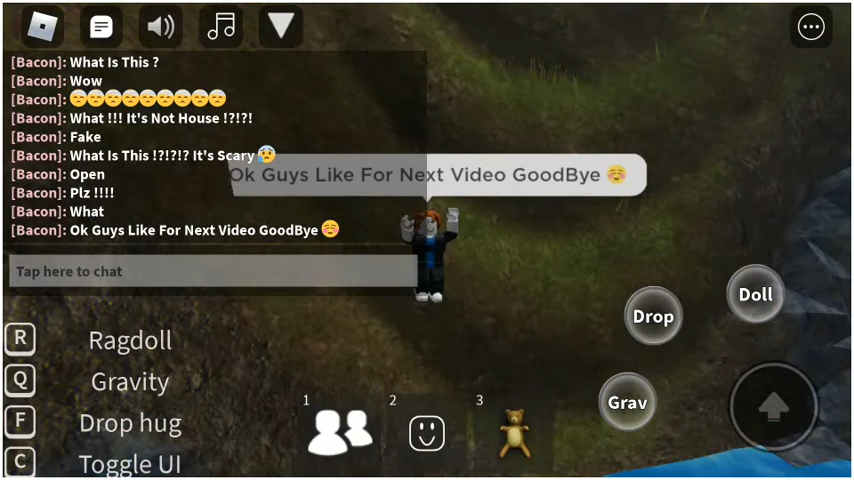 [Bacon]: What Is This ?
[Bacon]: Wow
[Bacon]: 😇😇😇😇😇😇😇😇😇
[Bacon]: What !!! It's Not House !?!?!
[Bacon]: Fake
[Bacon]: What Is This !?!?!? It's Scary 😰
[Bacon]: Open
[Bacon]: Plz !!!!
[Bacon]: What
[Bacon]: Ok Guys Like For Next Video GoodBye ☺️
Ok Guys Like For Next Video GoodBye ☺️
Tap here to chat
Doll
Drop
Grav
R Ragdoll
Q Gravity
F Drop hug
C Toggle UI
1 2 3